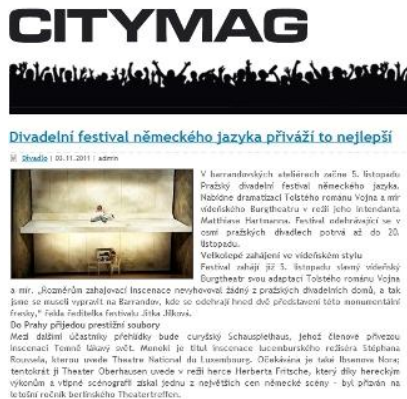 CITYMAG
Divadelní festival německého jazyka přiváží to nejlepší
Divadlo | 03.11.2011 | admin
V barrandovských ateliérech začne 5. listopadu
Pražský divadelní festival německého jazyka.
Nabídne dramatizaci Tolstého románu Vojna a mír
vídeňského Burgtheatru v režii jeho intendanta
Matthiase Hartmanna. Festival odehrávající se v
osmi pražských divadlech potrvá až do 20.
listopadu.
Velkolepé zahájení ve vídeňském stylu
Festival zahájí již 5. listopadu slavný vídeňský
Burgtheatr svou adaptací Tolstého románu Vojna
a mír. „Rozměrům zahajovací inscenace nevyhovoval žádný z pražských divadelních domů, a tak
jsme se museli vypravit na Barrandov, kde se odehrají hned dvě představení této monumentální
fresky,“ řekla ředitelka festivalu Jitka Jílková.
Do Prahy přijedou prestižní soubory
Mezi dalšími účastníky přehlídky bude curyšský Schauspielhaus, jehož členové přivezou
inscenaci Temně lákavý svět. Monoki je titul inscenace lucemburského režiséra Stéphana
Roussela, kterou uvede Theatre National du Luxembourg. Očekávána je také Ibsenova Nora;
tentokrát ji Theater Oberhausen uvede v režii herce Herberta Fritsche, který díky hereckým
výkonům a vtipné scénografii získal jednu z největších cen německé scény - byl přizván na
letošní ročník berlínského Theatertreffen.